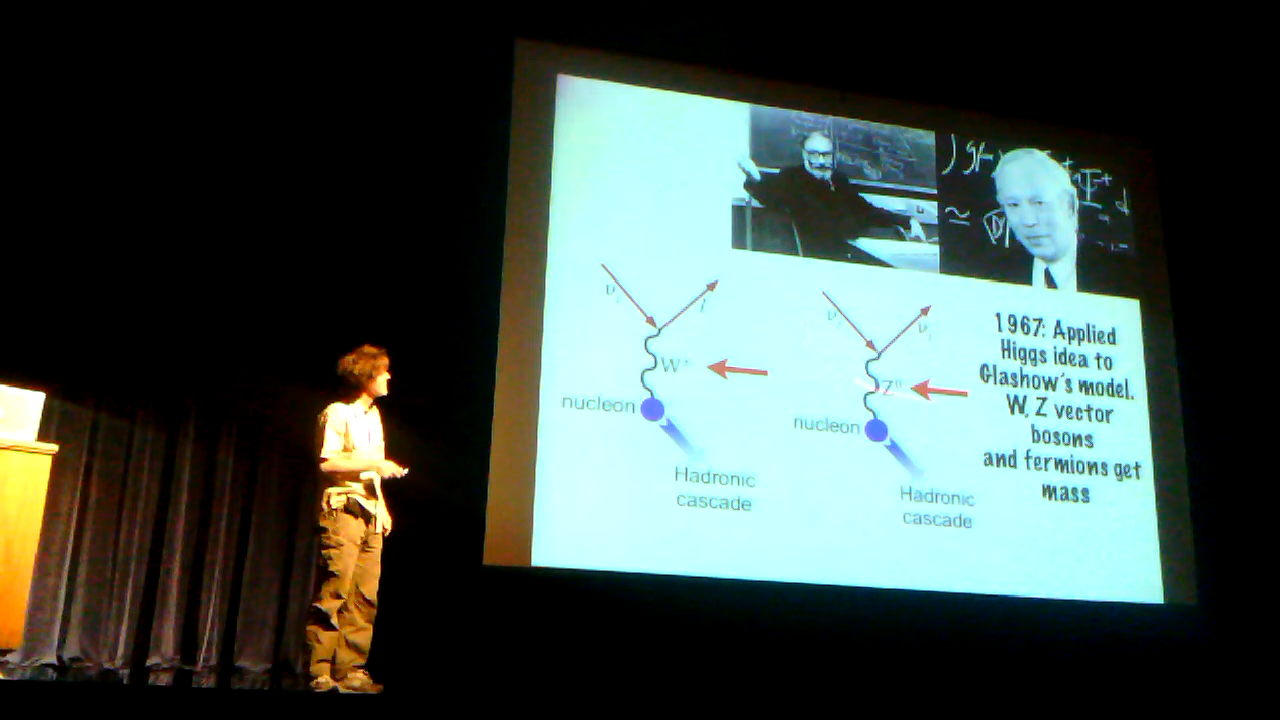 1967: Applied
Higgs idea to
Glashow's model.
W, Z vector
bosons
and fermions get
mass
W±
nucleon
Hadronic
cascade
Z⁰
nucleon
Hadronic
cascade